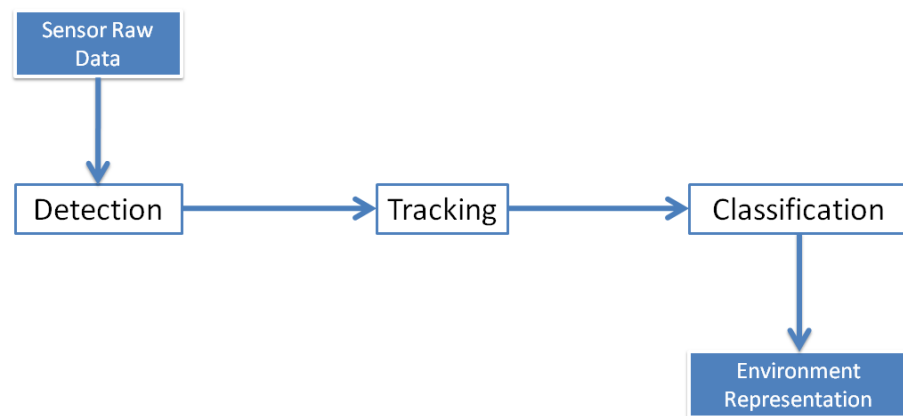 Sensor Raw
Data
Detection
Tracking
Classification
Environment
Representation